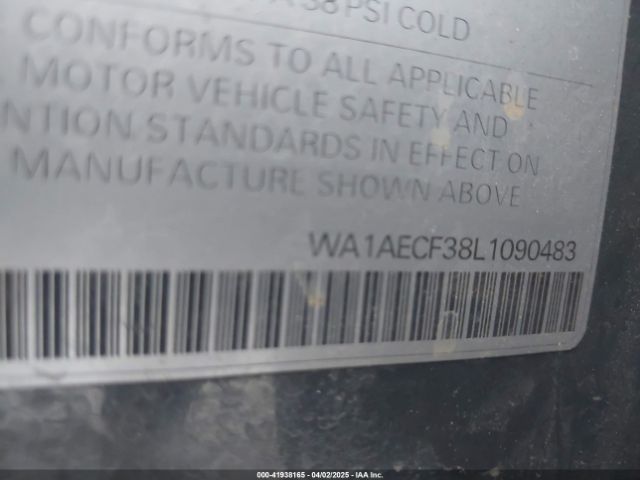 38 PSI COLD
CONFORMS TO ALL APPLICABLE
MOTOR VEHICLE SAFETY AND
NTION STANDARDS IN EFFECT ON
MANUFACTURE SHOWN ABOVE
WA1AECF38L1090483
000-41938165 - 04/02/2025 - IAA Inc.